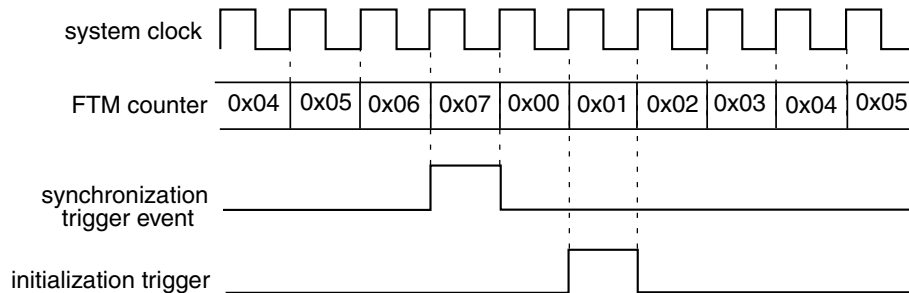 system clock
FTM counter 0x04 0x05 0x06 0x07 0x00 0x01 0x02 0x03 0x04 0x05
synchronization
trigger event
initialization trigger